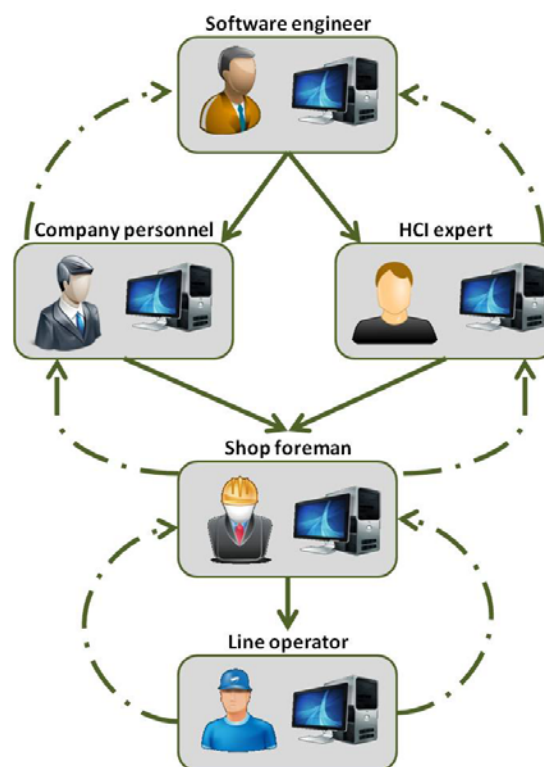 Software engineer
Company personnel
HCI expert
Shop foreman
Line operator